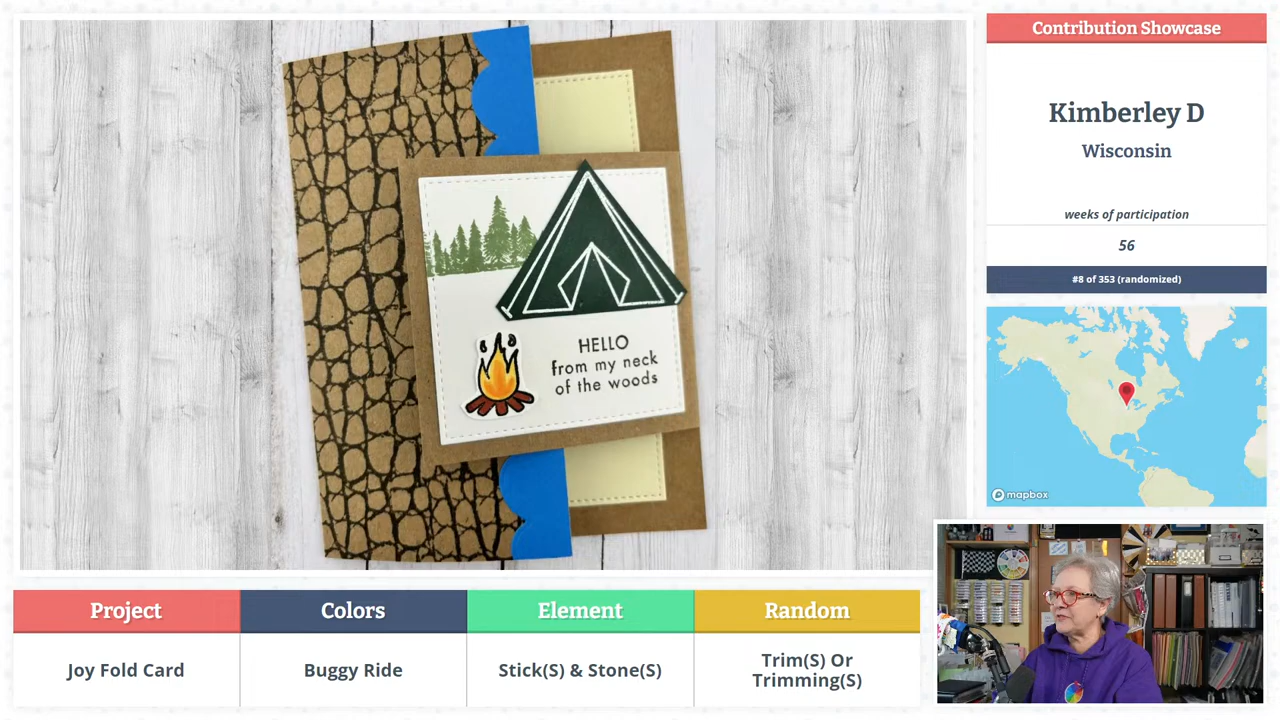 Contribution Showcase
Kimberley D
Wisconsin
weeks of participation
56
#8 of 353 (randomized)
HELLO
from my neck
of the woods
mapbox
Project
Colors
Element
Random
Joy Fold Card
Buggy Ride
Stick(S) & Stone(S)
Trim(S) Or
Trimming(S)